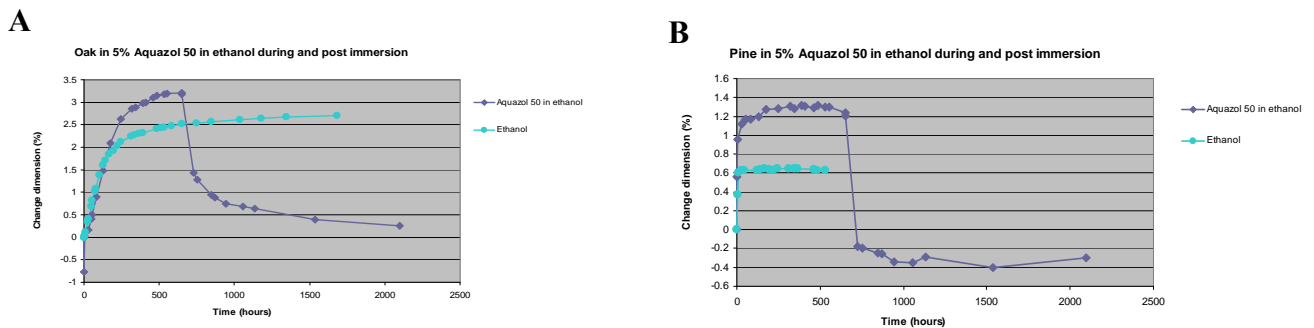 A
Oak in 5% Aquazol 50 in ethanol during and post immersion
3.5
3
2.5
2
1.5
1
0.5
0
-0.5
-1
0
500
1000
1500
2000
2500
Change dimension (%)
Time (hours)
Aquazol 50 in ethanol
Ethanol
B
Pine in 5% Aquazol 50 in ethanol during and post immersion
1.6
1.4
1.2
1
0.8
0.6
0.4
0.2
0
-0.2
-0.4
-0.6
0
500
1000
1500
2000
2500
Change dimension (%)
Time (hours)
Aquazol 50 in ethanol
Ethanol